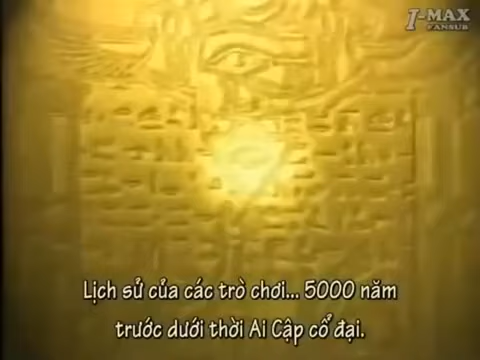 J-MAX
FANSUB
Lịch sử của các trò chơi... 5000 năm
trước dưới thời Ai Cập cổ đại.